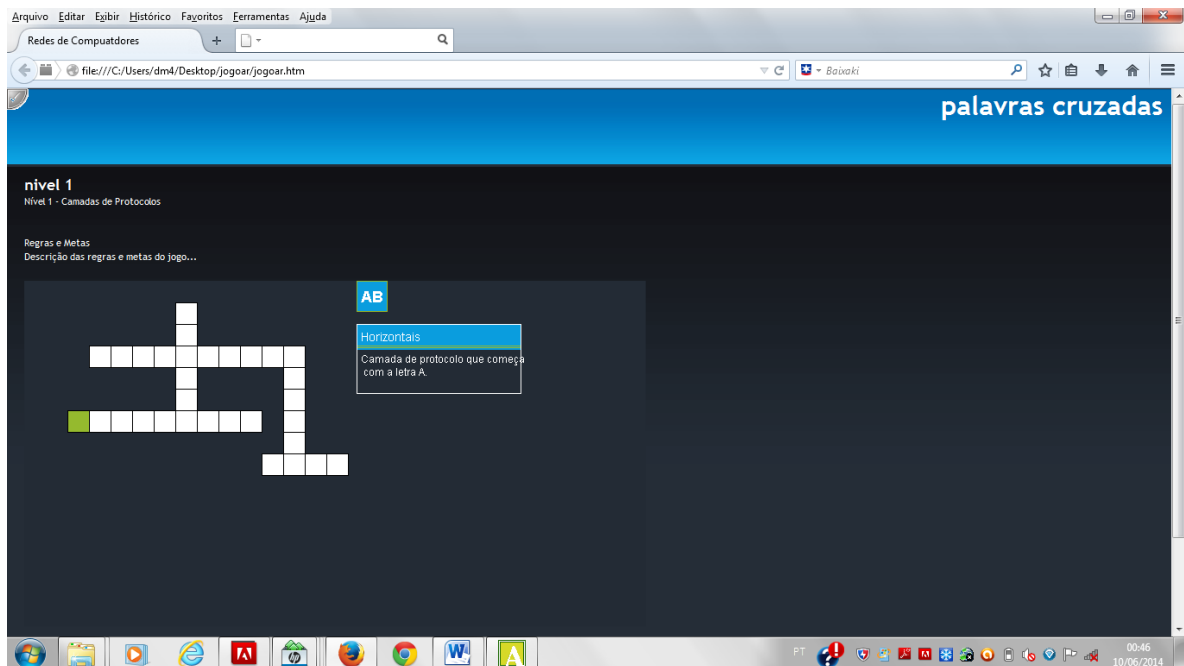 Arquivo Editar Exibir Histórico Favoritos Ferramentas Ajuda
Redes de Compuatdores
file:///C:/Users/dm4/Desktop/jogoar/jogoar.htm
Baixaki
palavras cruzadas
nivel 1
Nível 1 - Camadas de Protocolos
Regras e Metas
Descrição das regras e metas do jogo...
AB
Horizontais
Camada de protocolo que começa
com a letra A.
PT
00:46
10/06/2014